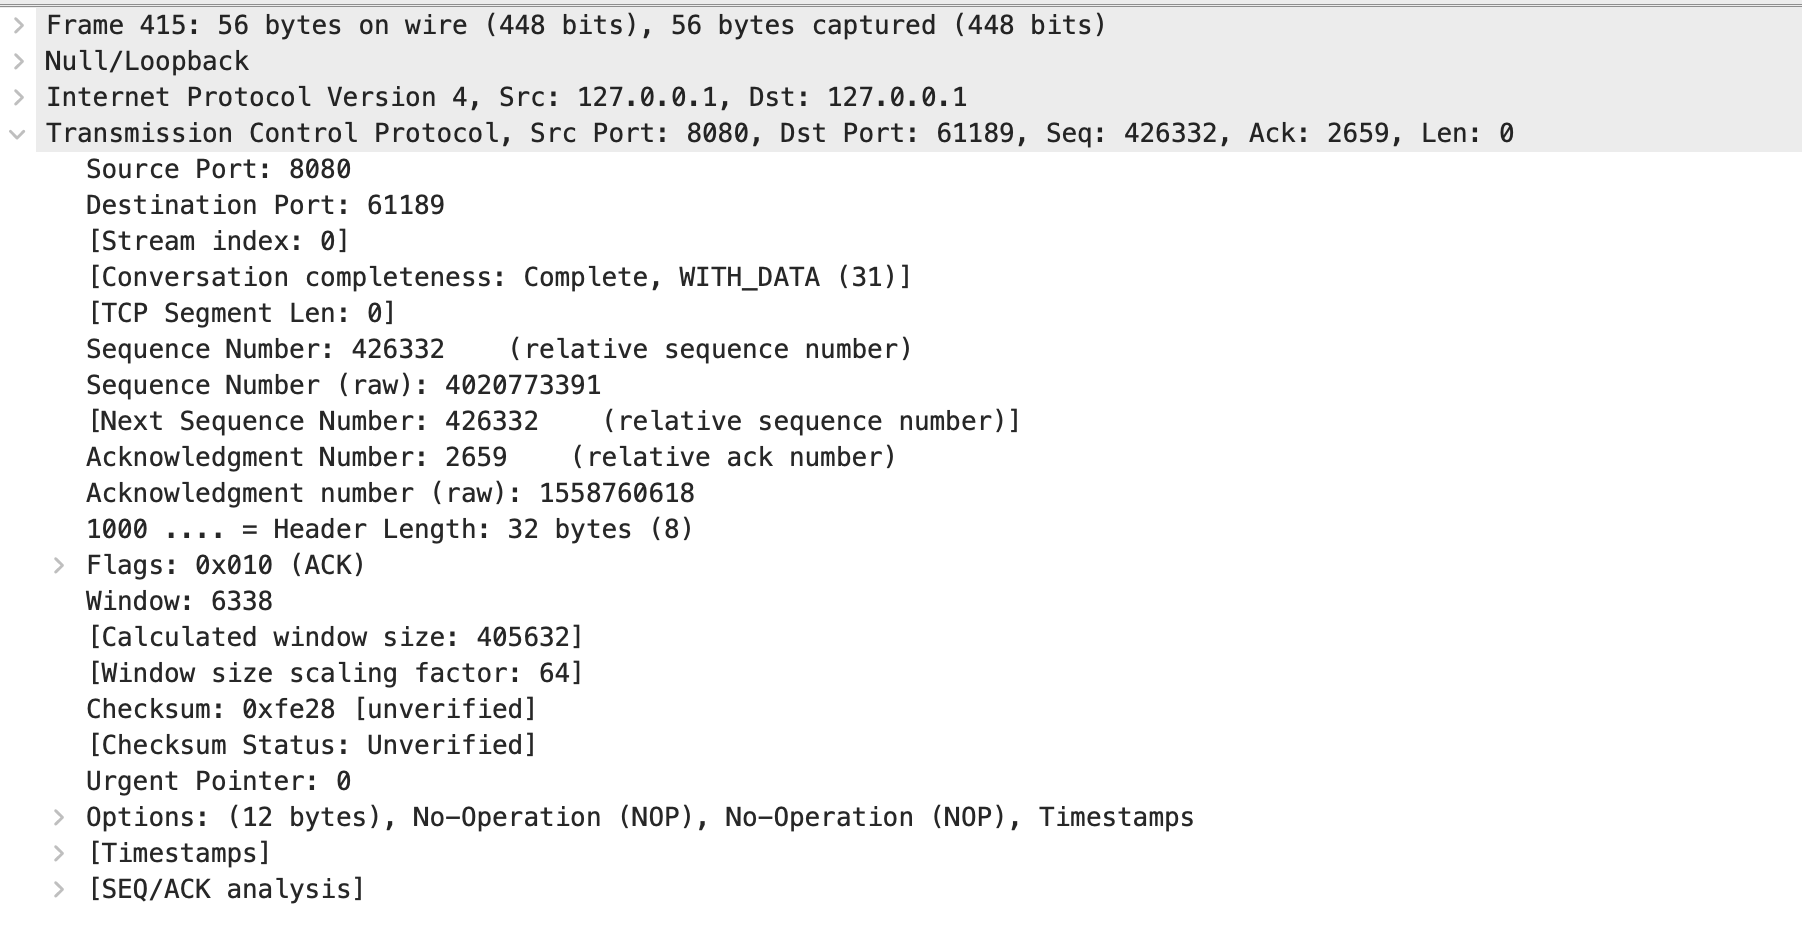 Frame 415: 56 bytes on wire (448 bits), 56 bytes captured (448 bits)
Null/Loopback
Internet Protocol Version 4, Src: 127.0.0.1, Dst: 127.0.0.1
Transmission Control Protocol, Src Port: 8080, Dst Port: 61189, Seq: 426332, Ack: 2659, Len: 0
Source Port: 8080
Destination Port: 61189
[Stream index: 0]
[Conversation completeness: Complete, WITH_DATA (31)]
[TCP Segment Len: 0]
Sequence Number: 426332    (relative sequence number)
Sequence Number (raw): 4020773391
[Next Sequence Number: 426332    (relative sequence number)]
Acknowledgment Number: 2659    (relative ack number)
Acknowledgment number (raw): 1558760618
1000 .... = Header Length: 32 bytes (8)
Flags: 0x010 (ACK)
Window: 6338
[Calculated window size: 405632]
[Window size scaling factor: 64]
Checksum: 0xfe28 [unverified]
[Checksum Status: Unverified]
Urgent Pointer: 0
Options: (12 bytes), No-Operation (NOP), No-Operation (NOP), Timestamps
[Timestamps]
[SEQ/ACK analysis]